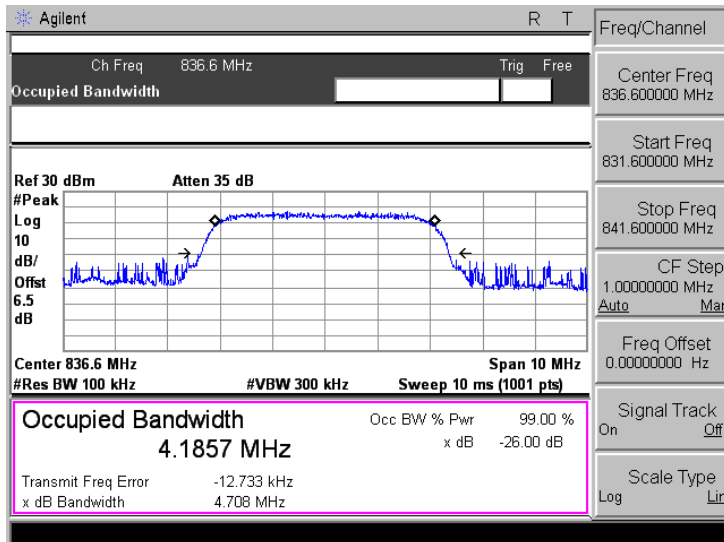 Agilent R T
Ch Freq 836.6 MHz Trig Free
Occupied Bandwidth
Ref 30 dBm Atten 35 dB
#Peak
Log
10
dB/
Offst
6.5
dB
Center 836.6 MHz Span 10 MHz
#Res BW 100 kHz #VBW 300 kHz Sweep 10 ms (1001 pts)
Occupied Bandwidth Occ BW % Pwr 99.00 %
4.1857 MHz x dB -26.00 dB
Transmit Freq Error -12.733 kHz
x dB Bandwidth 4.708 MHz
Freq/Channel
Center Freq
836.600000 MHz
Start Freq
831.600000 MHz
Stop Freq
841.600000 MHz
CF Step
1.00000000 MHz
Auto Man
Freq Offset
0.00000000 Hz
Signal Track
On Off
Scale Type
Log Lin